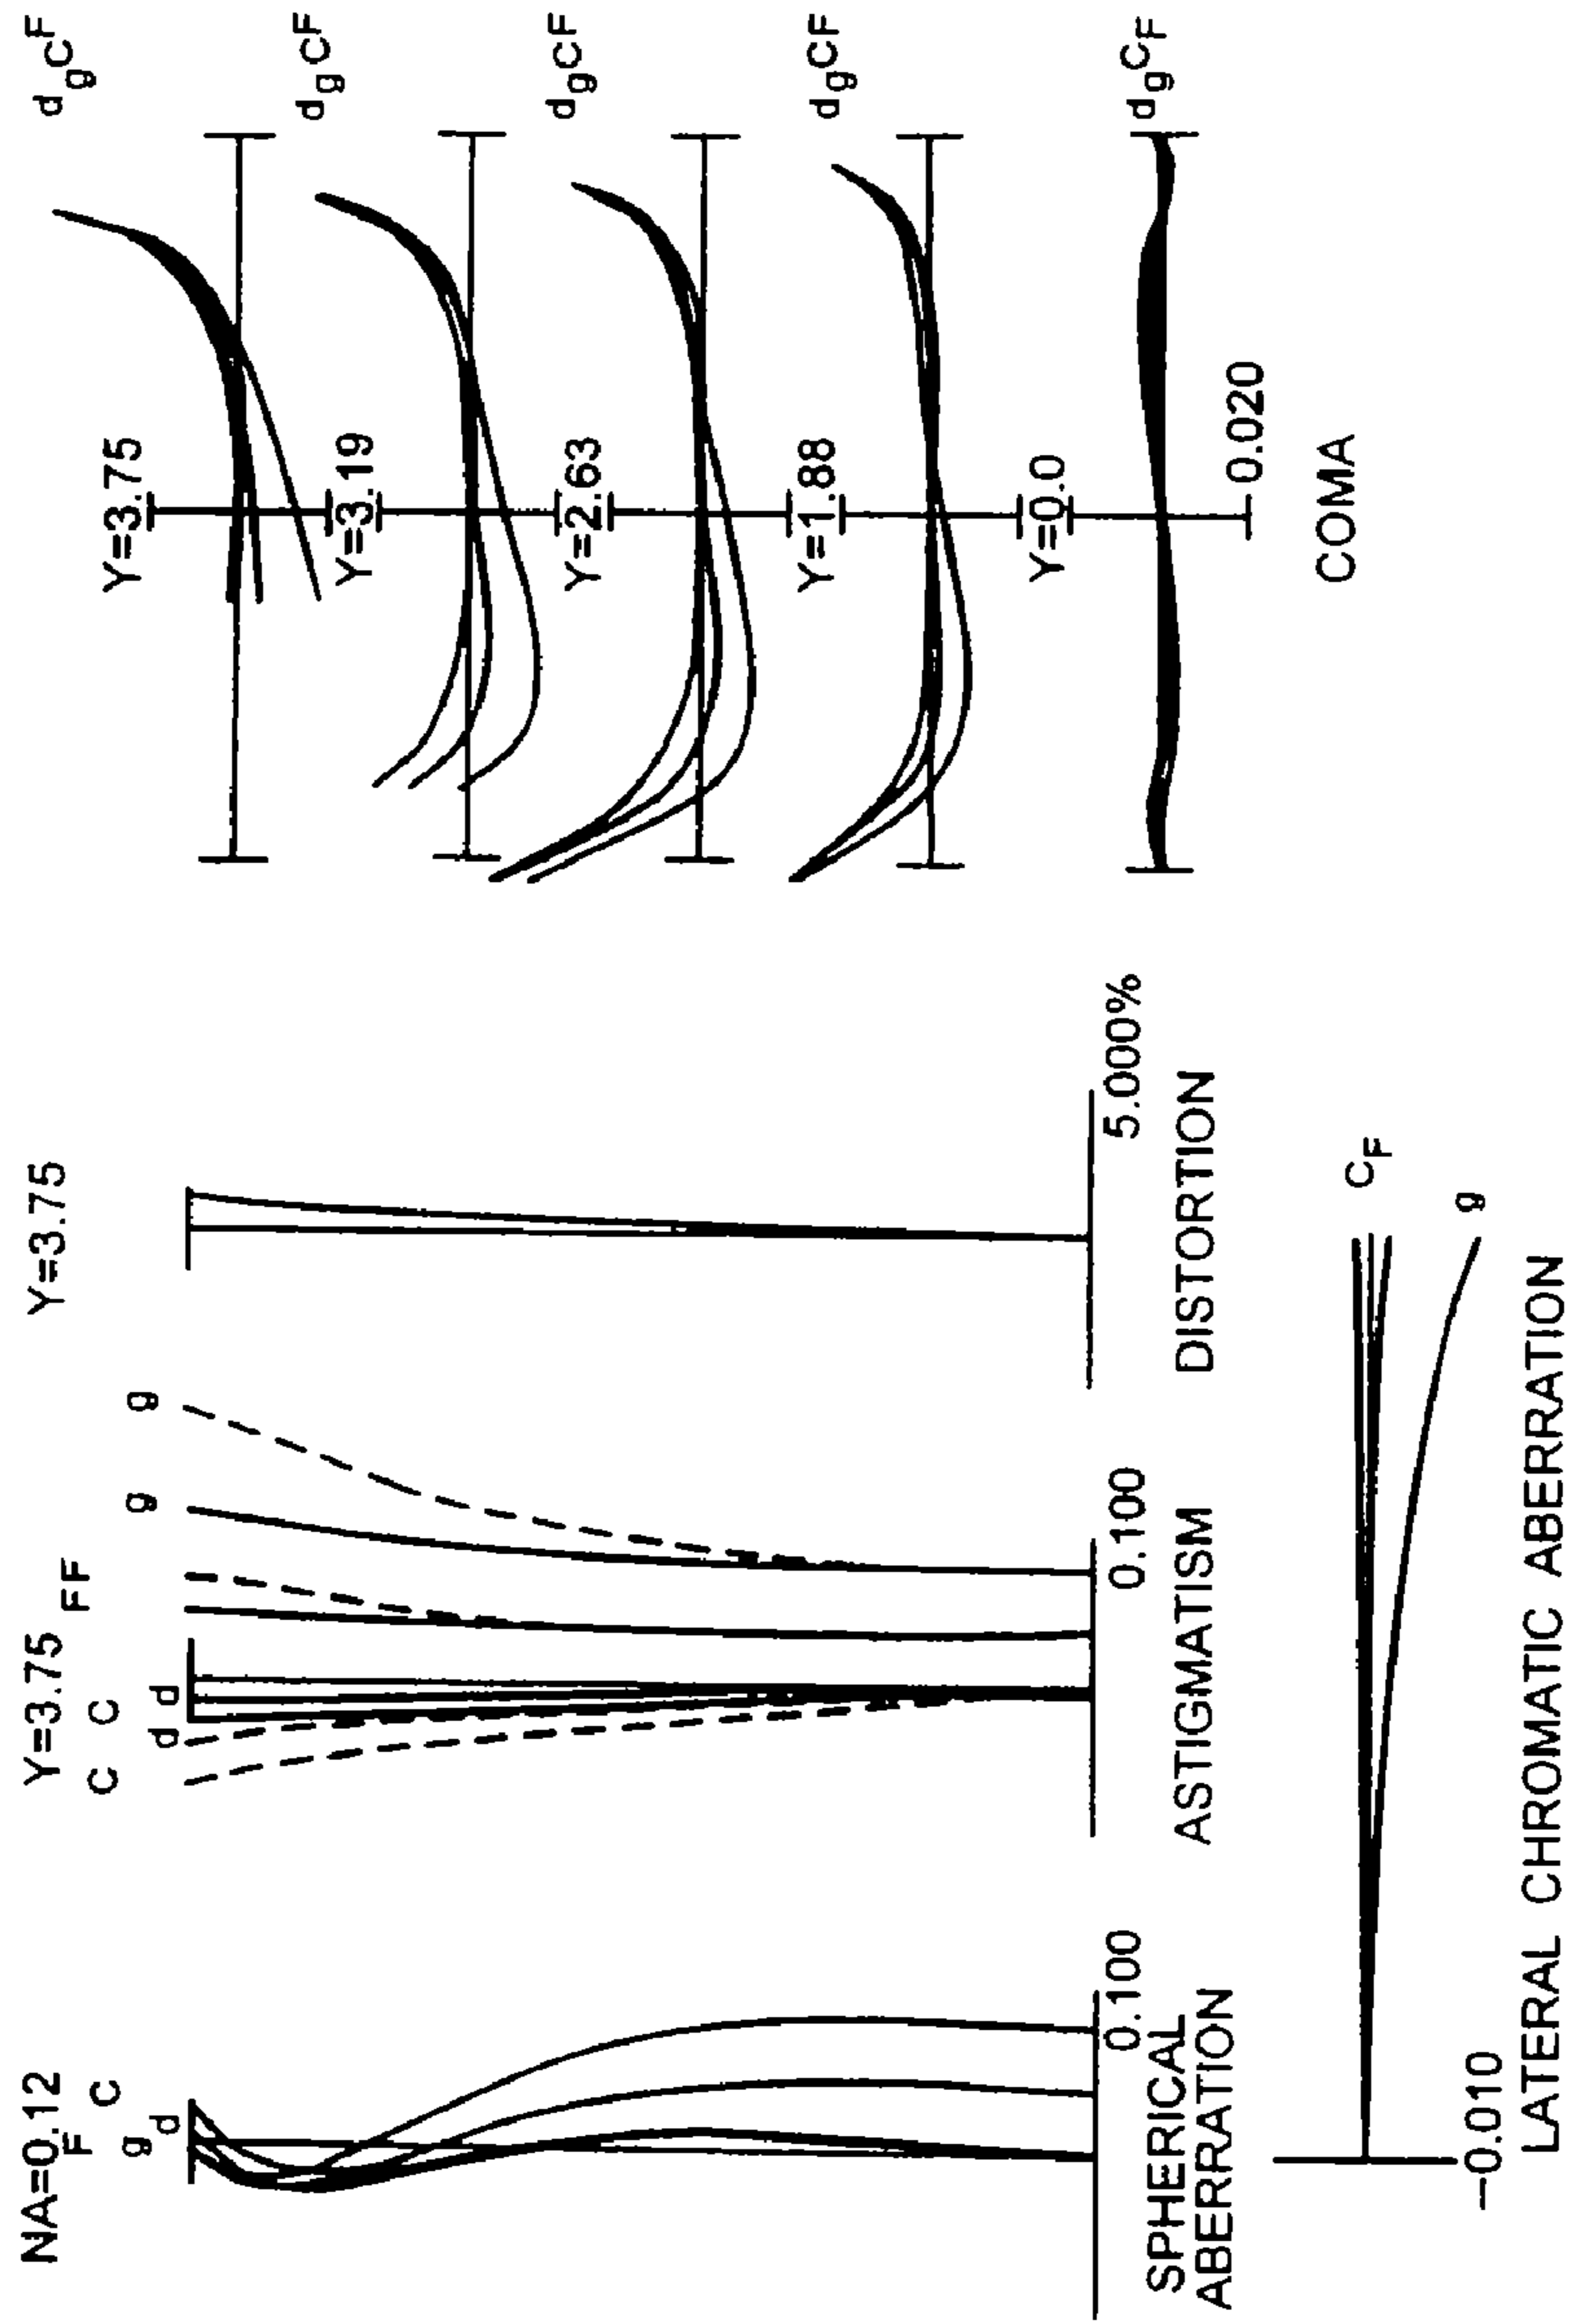 NA=0.12
F C
g d
0.100
SPHERICAL
ABERRATION
Y=3.75
C C FF
d d g g
0.100
ASTIGMATISM
Y=3.75
5.000%
DISTORTION
Y=3.75
d g C F
Y=3.19
d g C F
Y=2.63
d g C F
Y=1.88
d g C F
Y=0.0
d g C F
0.020
COMA
C F
g
−0.010
LATERAL CHROMATIC ABERRATION